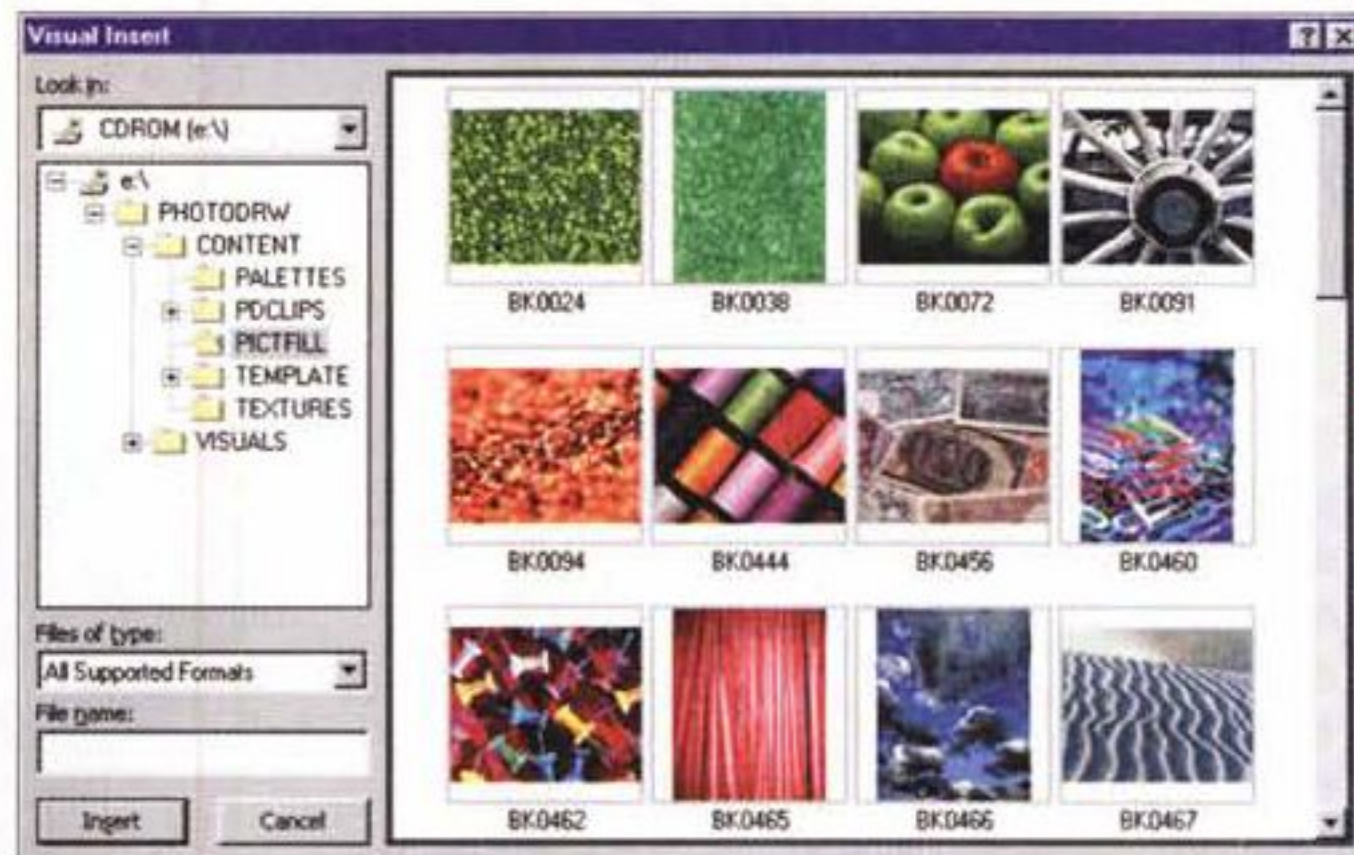 Visual Insert
Look in:
CDROM (e:\)
e:\
PHOTODRW
CONTENT
PALETTES
PDCLIPS
PICTFILL
TEMPLATE
TEXTURES
VISUALS
Files of type:
All Supported Formats
File name:
Insert
Cancel
BK0024
BK0038
BK0072
BK0091
BK0094
BK0444
BK0456
BK0460
BK0462
BK0465
BK0466
BK0467